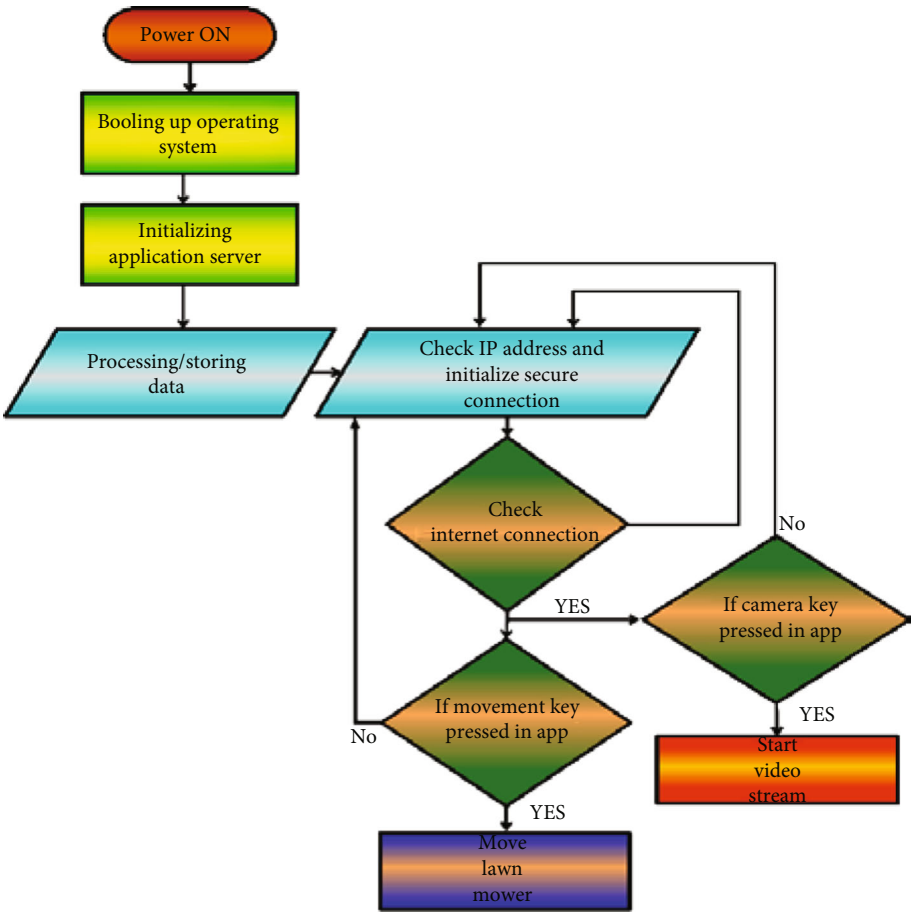 Power ON
Booling up operating
system
Initializing
application server
Processing/storing
data
Check IP address and
initialize secure
connection
Check
internet connection
No
YES
If camera key
pressed in app
If movement key
pressed in app
No
YES
Start
video
stream
YES
Move
lawn
mower